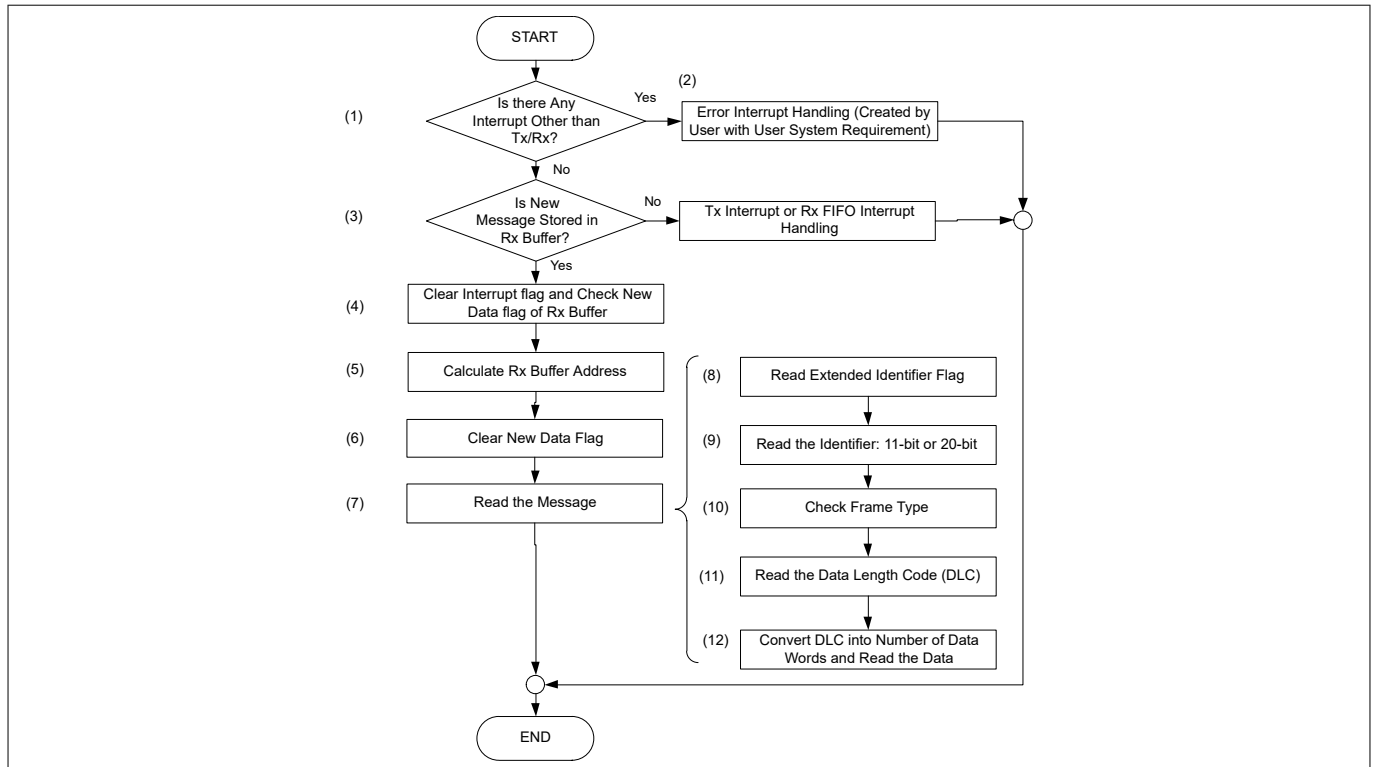 START
(1)
Is there Any
Interrupt Other than
Tx/Rx?
Yes
(2)
Error Interrupt Handling (Created by
User with User System Requirement)
No
(3)
Is New
Message Stored in
Rx Buffer?
No
Tx Interrupt or Rx FIFO Interrupt
Handling
Yes
(4)
Clear Interrupt flag and Check New
Data flag of Rx Buffer
(5)
Calculate Rx Buffer Address
(6)
Clear New Data Flag
(7)
Read the Message
(8)
Read Extended Identifier Flag
(9)
Read the Identifier: 11-bit or 20-bit
(10)
Check Frame Type
(11)
Read the Data Length Code (DLC)
(12)
Convert DLC into Number of Data
Words and Read the Data
END